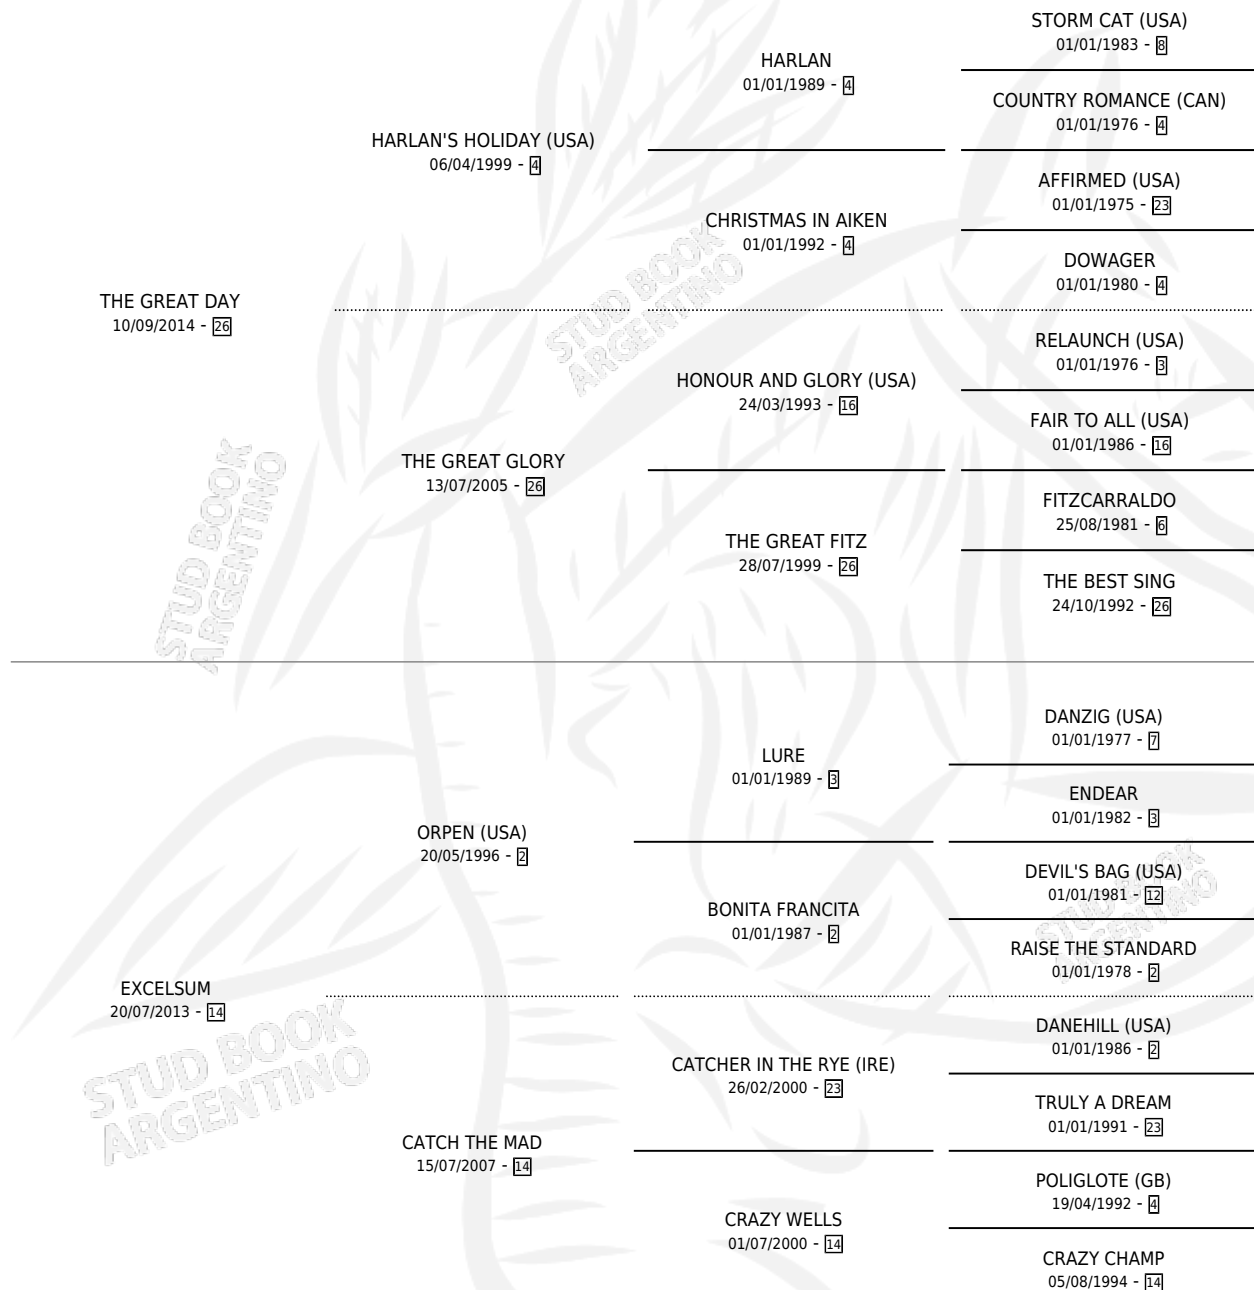 STORM CAT (USA)
01/01/1983 - 8
HARLAN
01/01/1989 - 4
COUNTRY ROMANCE (CAN)
01/01/1976 - 4
HARLAN'S HOLIDAY (USA)
06/04/1999 - 4
AFFIRMED (USA)
01/01/1975 - 23
CHRISTMAS IN AIKEN
01/01/1992 - 4
DOWAGER
01/01/1980 - 4
THE GREAT DAY
10/09/2014 - 26
STUD BOOK
ARGENTINO
RELAUNCH (USA)
01/01/1976 - 3
HONOUR AND GLORY (USA)
24/03/1993 - 16
FAIR TO ALL (USA)
01/01/1986 - 16
THE GREAT GLORY
13/07/2005 - 26
FITZCARRALDO
25/08/1981 - 6
THE GREAT FITZ
28/07/1999 - 26
THE BEST SING
24/10/1992 - 26
STUD BOOK
ARGENTINO
DANZIG (USA)
01/01/1977 - 7
LURE
01/01/1989 - 3
ENDEAR
01/01/1982 - 3
ORPEN (USA)
20/05/1996 - 2
DEVIL'S BAG (USA)
01/01/1981 - 12
BONITA FRANCITA
01/01/1987 - 2
RAISE THE STANDARD
01/01/1978 - 2
STUD BOOK
ARGENTINO
EXCELSUM
20/07/2013 - 14
STUD BOOK
ARGENTINO
DANEHILL (USA)
01/01/1986 - 2
CATCHER IN THE RYE (IRE)
26/02/2000 - 23
TRULY A DREAM
01/01/1991 - 23
CATCH THE MAD
15/07/2007 - 14
POLIGLOTE (GB)
19/04/1992 - 4
CRAZY WELLS
01/07/2000 - 14
CRAZY CHAMP
05/08/1994 - 14